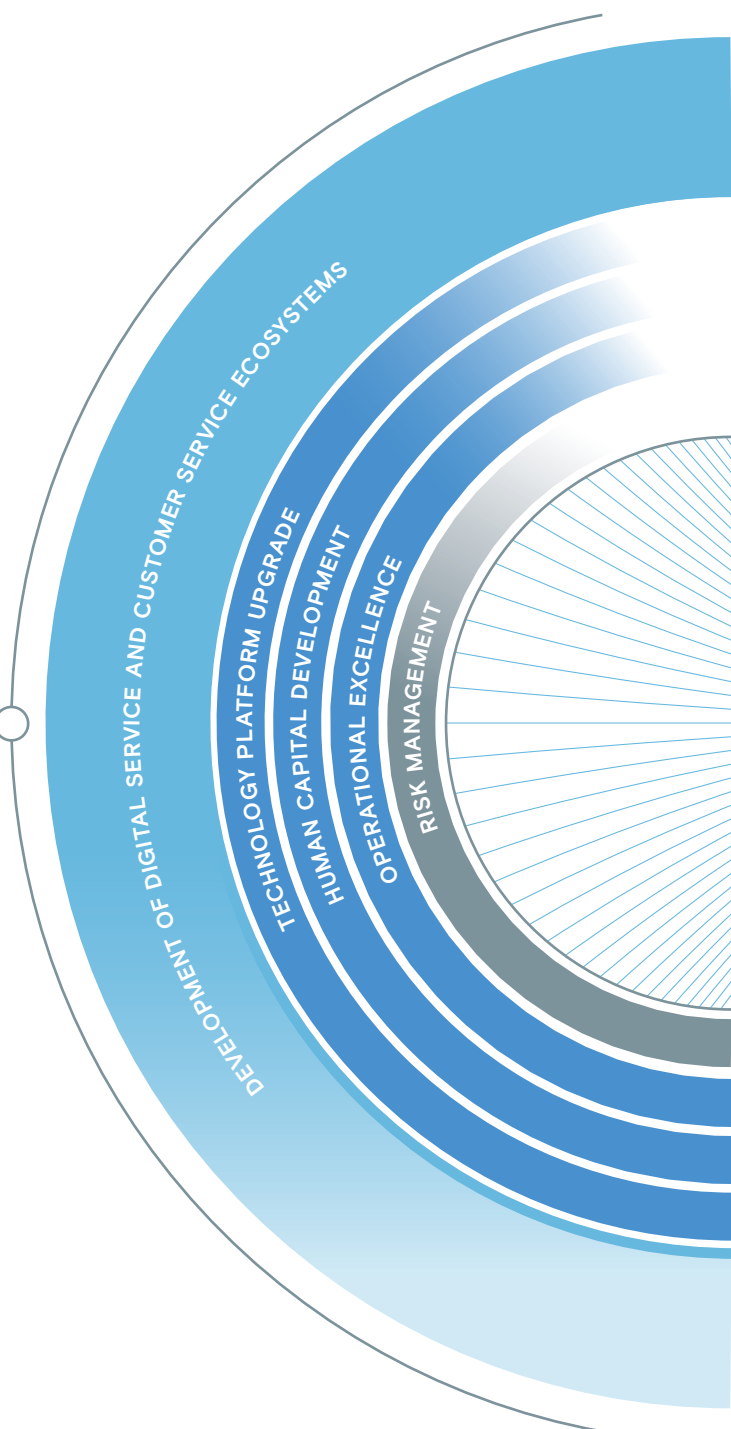 DEVELOPMENT OF DIGITAL SERVICE AND CUSTOMER SERVICE ECOSYSTEMS
TECHNOLOGY PLATFORM UPGRADE
HUMAN CAPITAL DEVELOPMENT
OPERATIONAL EXCELLENCE
RISK MANAGEMENT